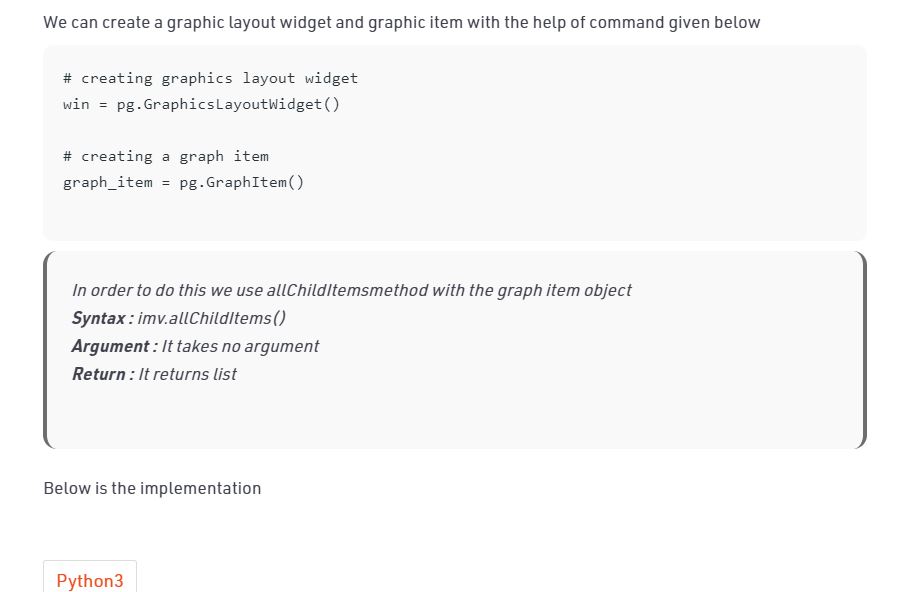 We can create a graphic layout widget and graphic item with the help of command given below
# creating graphics layout widget
win = pg.GraphicsLayoutWidget()
# creating a graph item
graph_item = pg.GraphItem()
In order to do this we use allChildItemsmethod with the graph item object
Syntax : imv.allChildItems()
Argument : It takes no argument
Return : It returns list
Below is the implementation
Python3